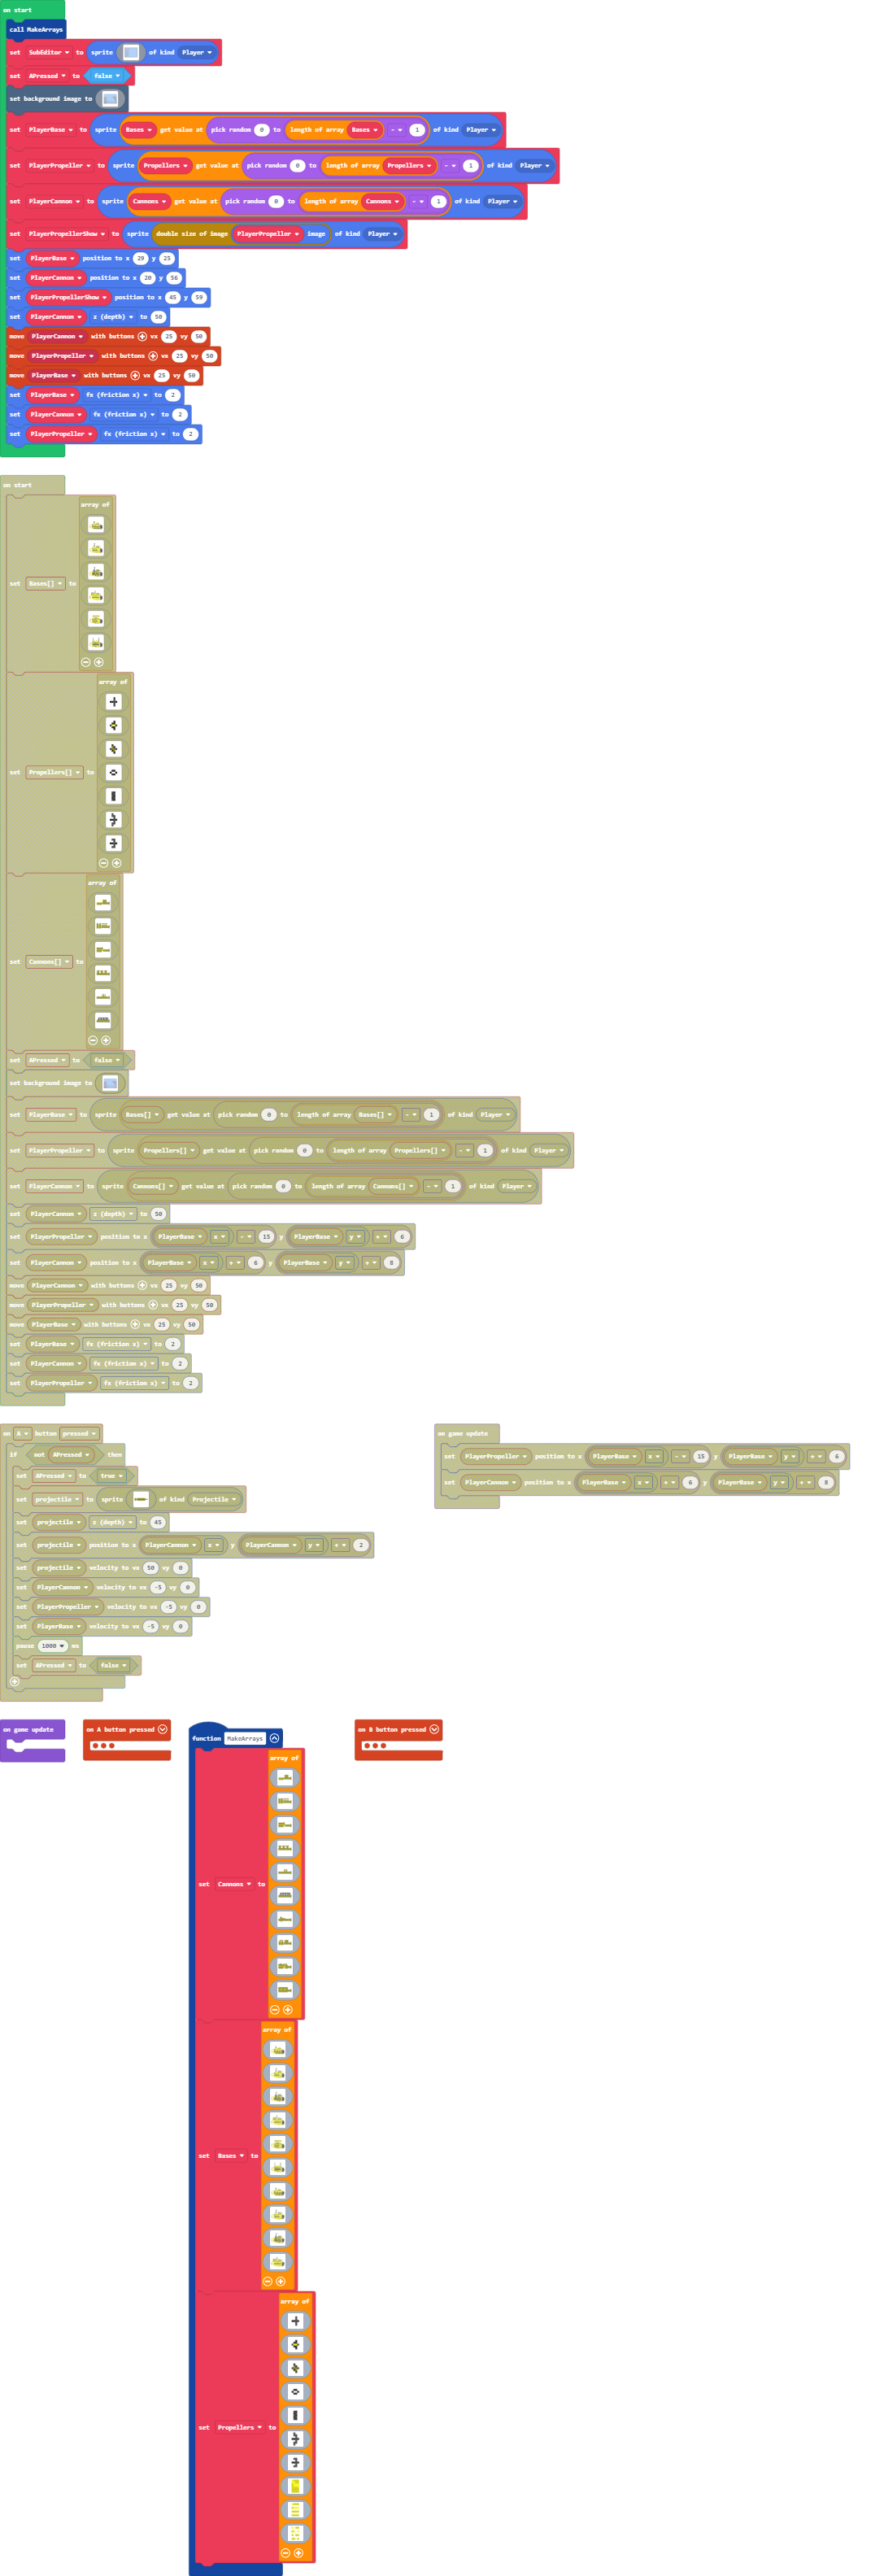 on start
call MakeArrays
set SubEditor to sprite of kind Player
set APressed to false
set background image to
set PlayerBase to sprite Bases get value at pick random 0 to length of array Bases - 1 of kind Player
set PlayerPropeller to sprite Propellers get value at pick random 0 to length of array Propellers - 1 of kind Player
set PlayerCannon to sprite Cannons get value at pick random 0 to length of array Cannons - 1 of kind Player
set PlayerPropellerShow to sprite double size of image PlayerPropeller image of kind Player
set PlayerBase position to x 29 y 25
set PlayerCannon position to x 20 y 56
set PlayerPropellerShow position to x 45 y 59
set PlayerCannon z (depth) to 50
move PlayerCannon with buttons vx 25 vy 50
move PlayerPropeller with buttons vx 25 vy 50
move PlayerBase with buttons vx 25 vy 50
set PlayerBase fx (friction x) to 2
set PlayerCannon fx (friction x) to 2
set PlayerPropeller fx (friction x) to 2
on start
array of
set Bases[] to
array of
set Propellers[] to
array of
set Cannons[] to
set APressed to false
set background image to
set PlayerBase to sprite Bases[] get value at pick random 0 to length of array Bases[] - 1 of kind Player
set PlayerPropeller to sprite Propellers[] get value at pick random 0 to length of array Propellers[] - 1 of kind Player
set PlayerCannon to sprite Cannons[] get value at pick random 0 to length of array Cannons[] - 1 of kind Player
set PlayerCannon z (depth) to 50
set PlayerPropeller position to x PlayerBase x - 15 y PlayerBase y + 6
set PlayerCannon position to x PlayerBase x + 6 y PlayerBase y + 8
move PlayerCannon with buttons vx 25 vy 50
move PlayerPropeller with buttons vx 25 vy 50
move PlayerBase with buttons vx 25 vy 50
set PlayerBase fx (friction x) to 2
set PlayerCannon fx (friction x) to 2
set PlayerPropeller fx (friction x) to 2
on A button pressed
if not APressed then
set APressed to true
set projectile to sprite of kind Projectile
set projectile z (depth) to 45
set projectile position to x PlayerCannon x y PlayerCannon y + 2
set projectile velocity to vx 50 vy 0
set PlayerCannon velocity to vx -5 vy 0
set PlayerPropeller velocity to vx -5 vy 0
set PlayerBase velocity to vx -5 vy 0
pause 1000 ms
set APressed to false
on game update
set PlayerPropeller position to x PlayerBase x - 15 y PlayerBase y + 6
set PlayerCannon position to x PlayerBase x + 6 y PlayerBase y + 8
on game update
on A button pressed
function MakeArrays
on B button pressed
array of
set Cannons to
array of
set Bases to
array of
set Propellers to